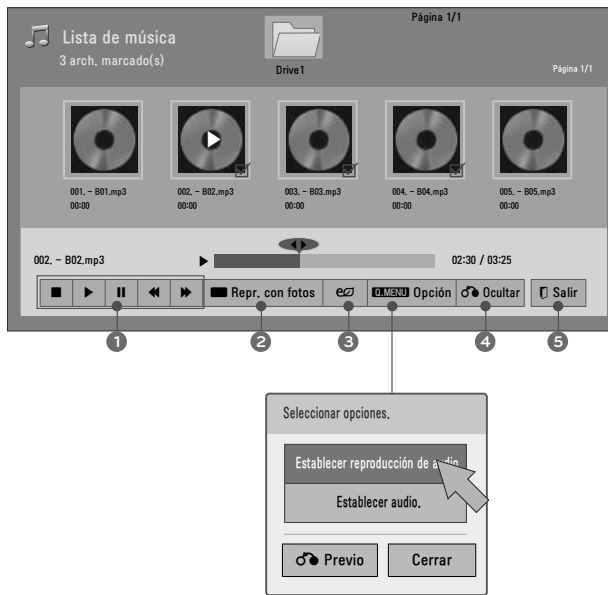 Página 1/1
Lista de música
3 arch. marcado(s)
Drive1
Página 1/1
001. - B01.mp3
00:00
002. - B02.mp3
00:00
003. - B03.mp3
00:00
004. - B04.mp3
00:00
005. - B05.mp3
00:00
002. - B02.mp3
02:30 / 03:25
Repr. con fotos
Q.MENU Opción
Ocultar
Salir
1
2
3
4
5
Seleccionar opciones.
Establecer reproducción de audio
Establecer audio.
Previo
Cerrar